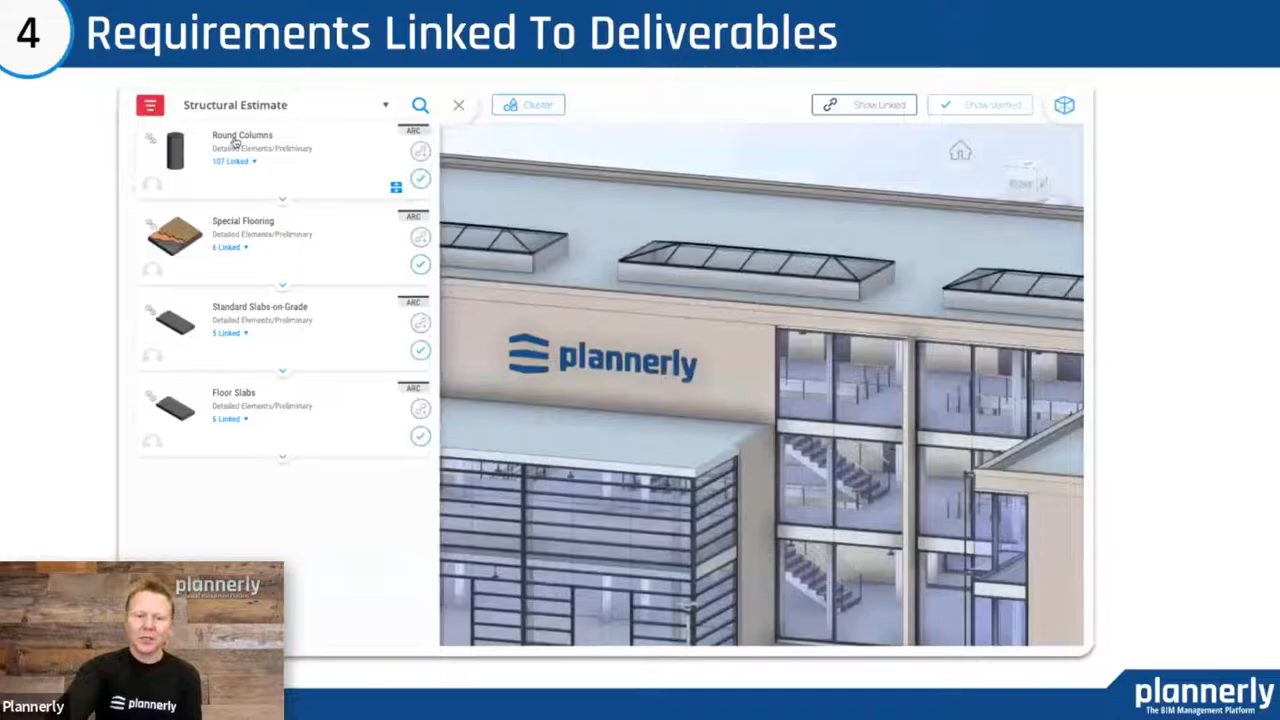 4
Requirements Linked To Deliverables
Structural Estimate
Cluster
Show Linked
Show Verified
Round Columns
ARC
Detailed Elements/Preliminary
107 Linked
Special Flooring
ARC
Detailed Elements/Preliminary
6 Linked
Standard Slabs-on-Grade
ARC
Detailed Elements/Preliminary
5 Linked
Floor Slabs
ARC
Detailed Elements/Preliminary
6 Linked
plannerly
plannerly
plannerly
Plannerly
plannerly
The BIM Management Platform